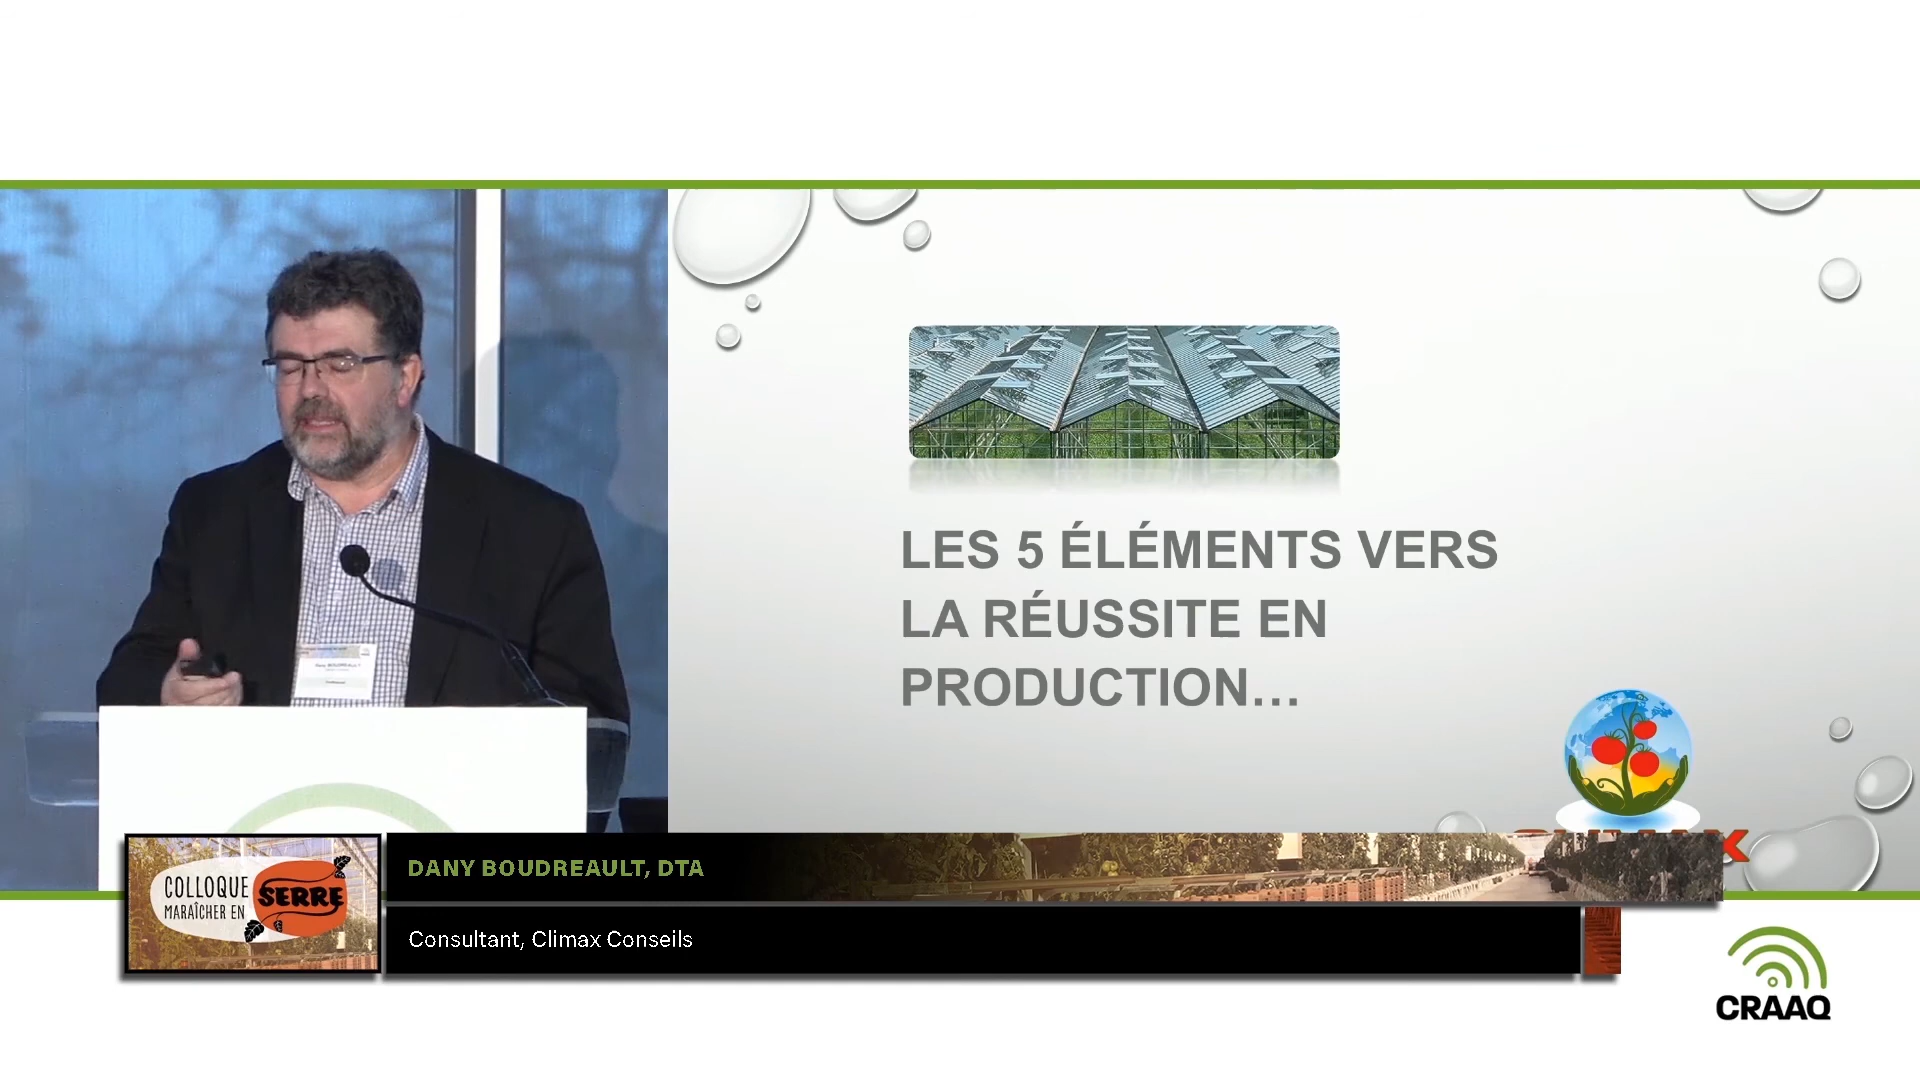 LES 5 ÉLÉMENTS VERS
LA RÉUSSITE EN
PRODUCTION...
DANY BOUDREAULT, DTA
Consultant, Climax Conseils
COLLOQUE
MARAÎCHER EN
SERRE
CRAAQ